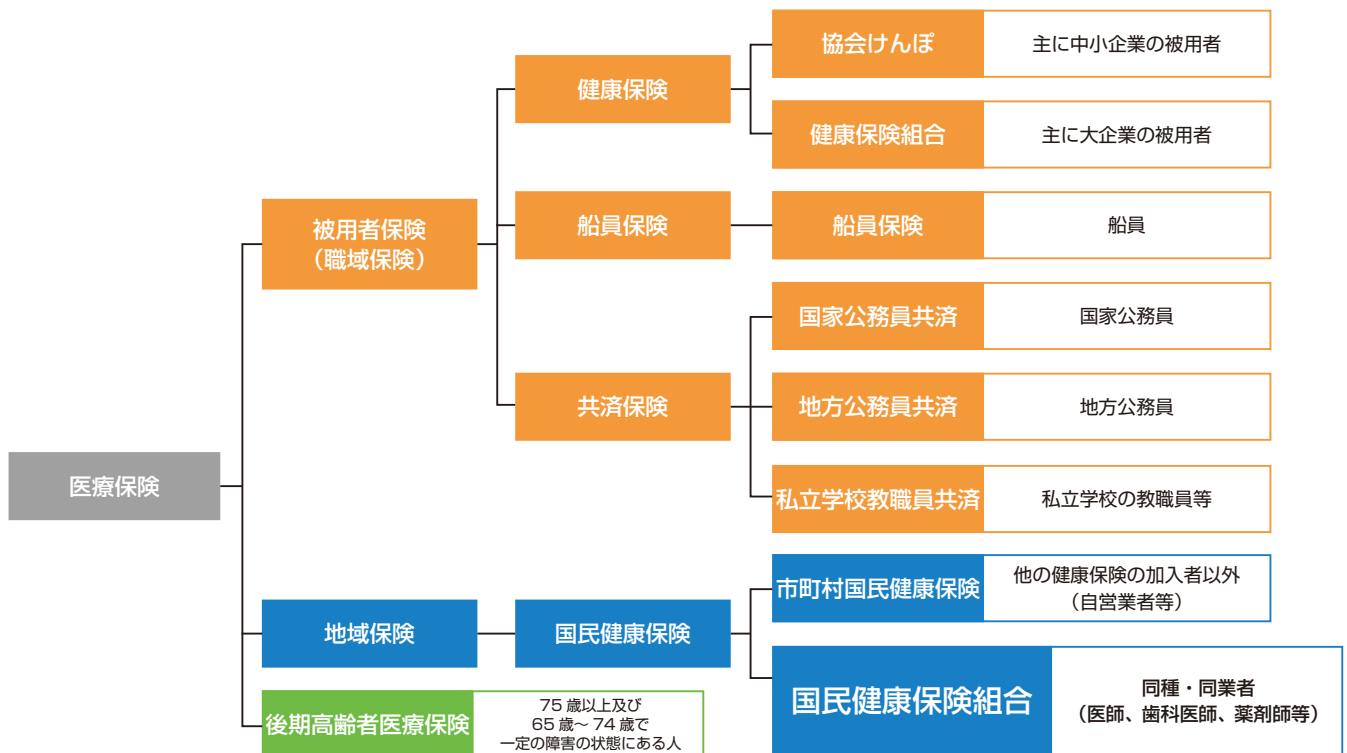 医療保険
被用者保険
（職域保険）
健康保険
協会けんぽ
主に中小企業の被用者
健康保険組合
主に大企業の被用者
船員保険
船員保険
船員
共済保険
国家公務員共済
国家公務員
地方公務員共済
地方公務員
私立学校教職員共済
私立学校の教職員等
地域保険
国民健康保険
市町村国民健康保険
他の健康保険の加入者以外
（自営業者等）
国民健康保険組合
同種・同業者
（医師、歯科医師、薬剤師等）
後期高齢者医療保険
75 歳以上及び
65 歳～ 74 歳で
一定の障害の状態にある人